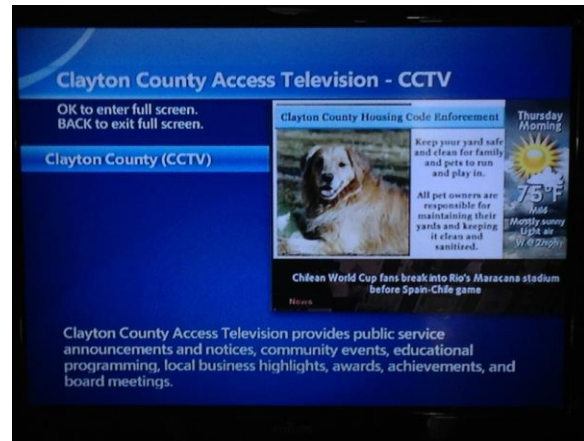 Clayton County Access Television - CCTV
OK to enter full screen.
BACK to exit full screen.
Clayton County (CCTV)
Clayton County Housing Code Enforcement
Keep your yard safe
and clean for family
and pets to run
and play in.
All pet owners are
responsible for
maintaining their
yards and keeping
it clean and
sanitized.
Thursday
Morning
75°F
Mild
Mostly sunny
Light air
W @ 2mph
Chilean World Cup fans break into Rio's Maracana stadium
before Spain-Chile game
News
Clayton County Access Television provides public service
announcements and notices, community events, educational
programming, local business highlights, awards, achievements, and
board meetings.